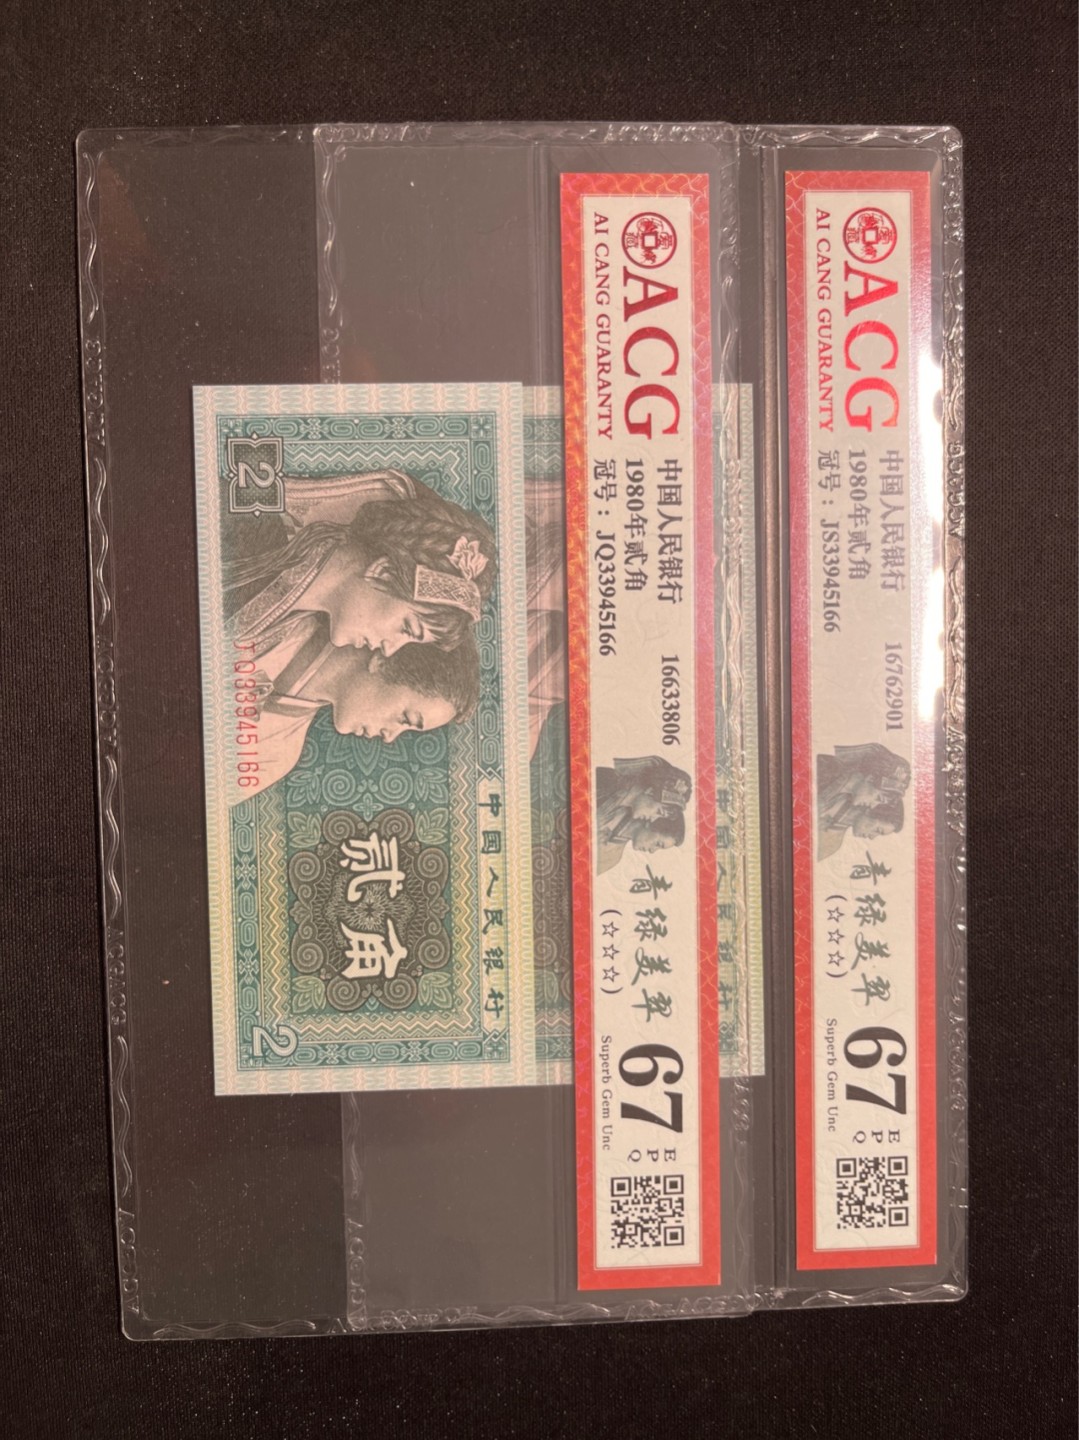 ACG
AI CANG GUARANTY
中国人民银行 16762901
1980年贰角
冠号：JS33945166
青绿美翠
(☆☆☆)
67 EPQ
Superb Gem Unc
ACG
AI CANG GUARANTY
中国人民银行 16633806
1980年贰角
冠号：JQ33945166
青绿美翠
(☆☆☆)
67 EPQ
Superb Gem Unc
中国人民银行
贰角
2
2
JQ33945166